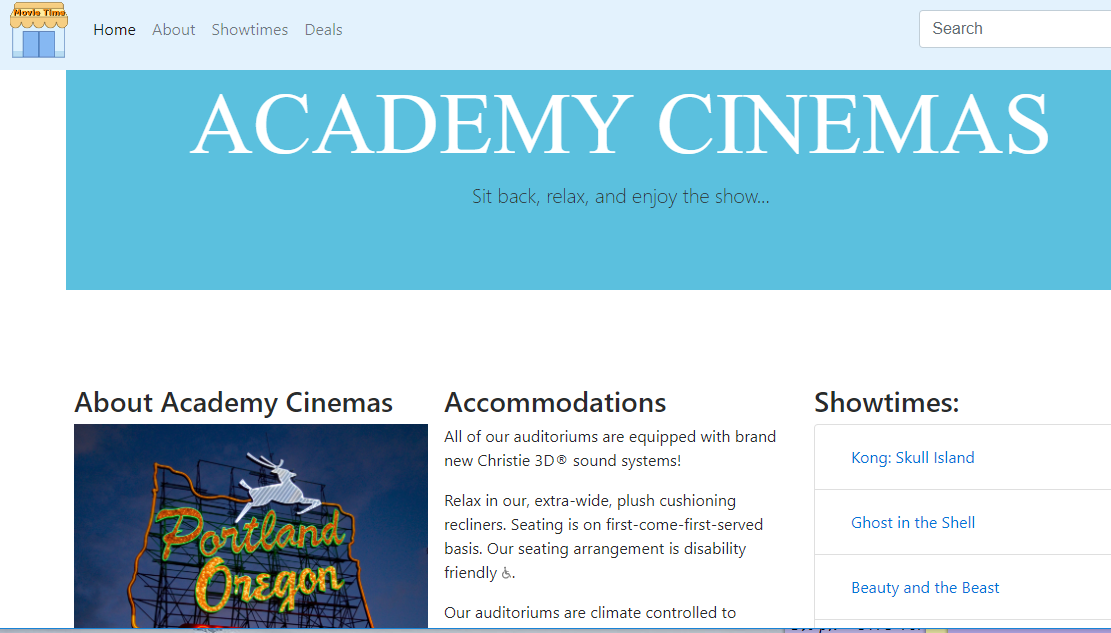 Movie Time
Home About Showtimes Deals
Search
ACADEMY CINEMAS
Sit back, relax, and enjoy the show...
About Academy Cinemas
Portland
Oregon
Accommodations
All of our auditoriums are equipped with brand
new Christie 3D® sound systems!
Relax in our, extra-wide, plush cushioning
recliners. Seating is on first-come-first-served
basis. Our seating arrangement is disability
friendly ♿.
Our auditoriums are climate controlled to
Showtimes:
Kong: Skull Island
Ghost in the Shell
Beauty and the Beast